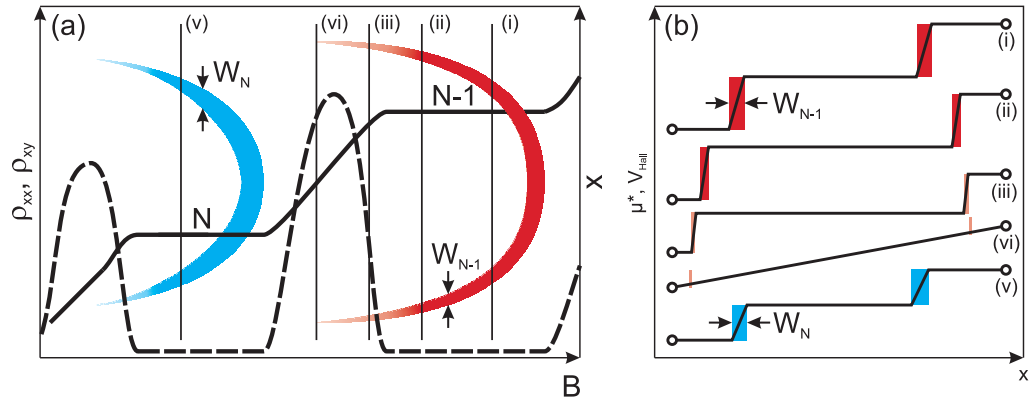 (a)
(v)
(vi)
(iii)
(ii)
(i)
W_N
N-1
N
W_N-1
ρ_xx, ρ_xy
x
B
(b)
(i)
W_N-1
(ii)
(iii)
(vi)
(v)
W_N
μ*, V_Hall
x